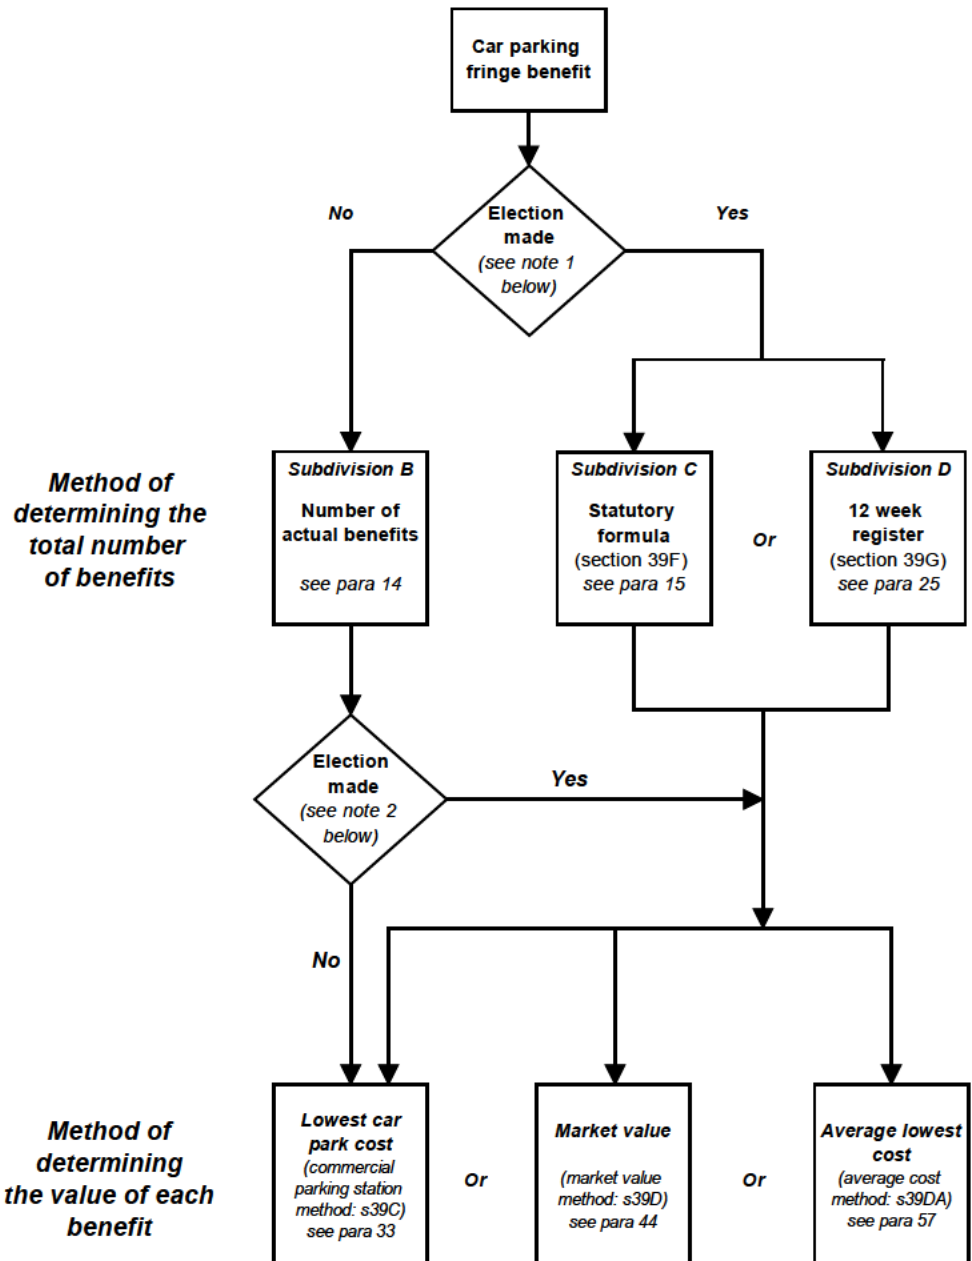 Car parking
fringe benefit
No
Election
made
(see note 1
below)
Yes
Method of
determining the
total number
of benefits
Subdivision B
Number of
actual benefits
see para 14
Subdivision C
Statutory
formula
(section 39F)
see para 15
Or
Subdivision D
12 week
register
(section 39G)
see para 25
Election
made
(see note 2
below)
Yes
No
Method of
determining
the value of each
benefit
Lowest car
park cost
(commercial
parking station
method: s39C)
see para 33
Or
Market value
(market value
method: s39D)
see para 44
Or
Average lowest
cost
(average cost
method: s39DA)
see para 57